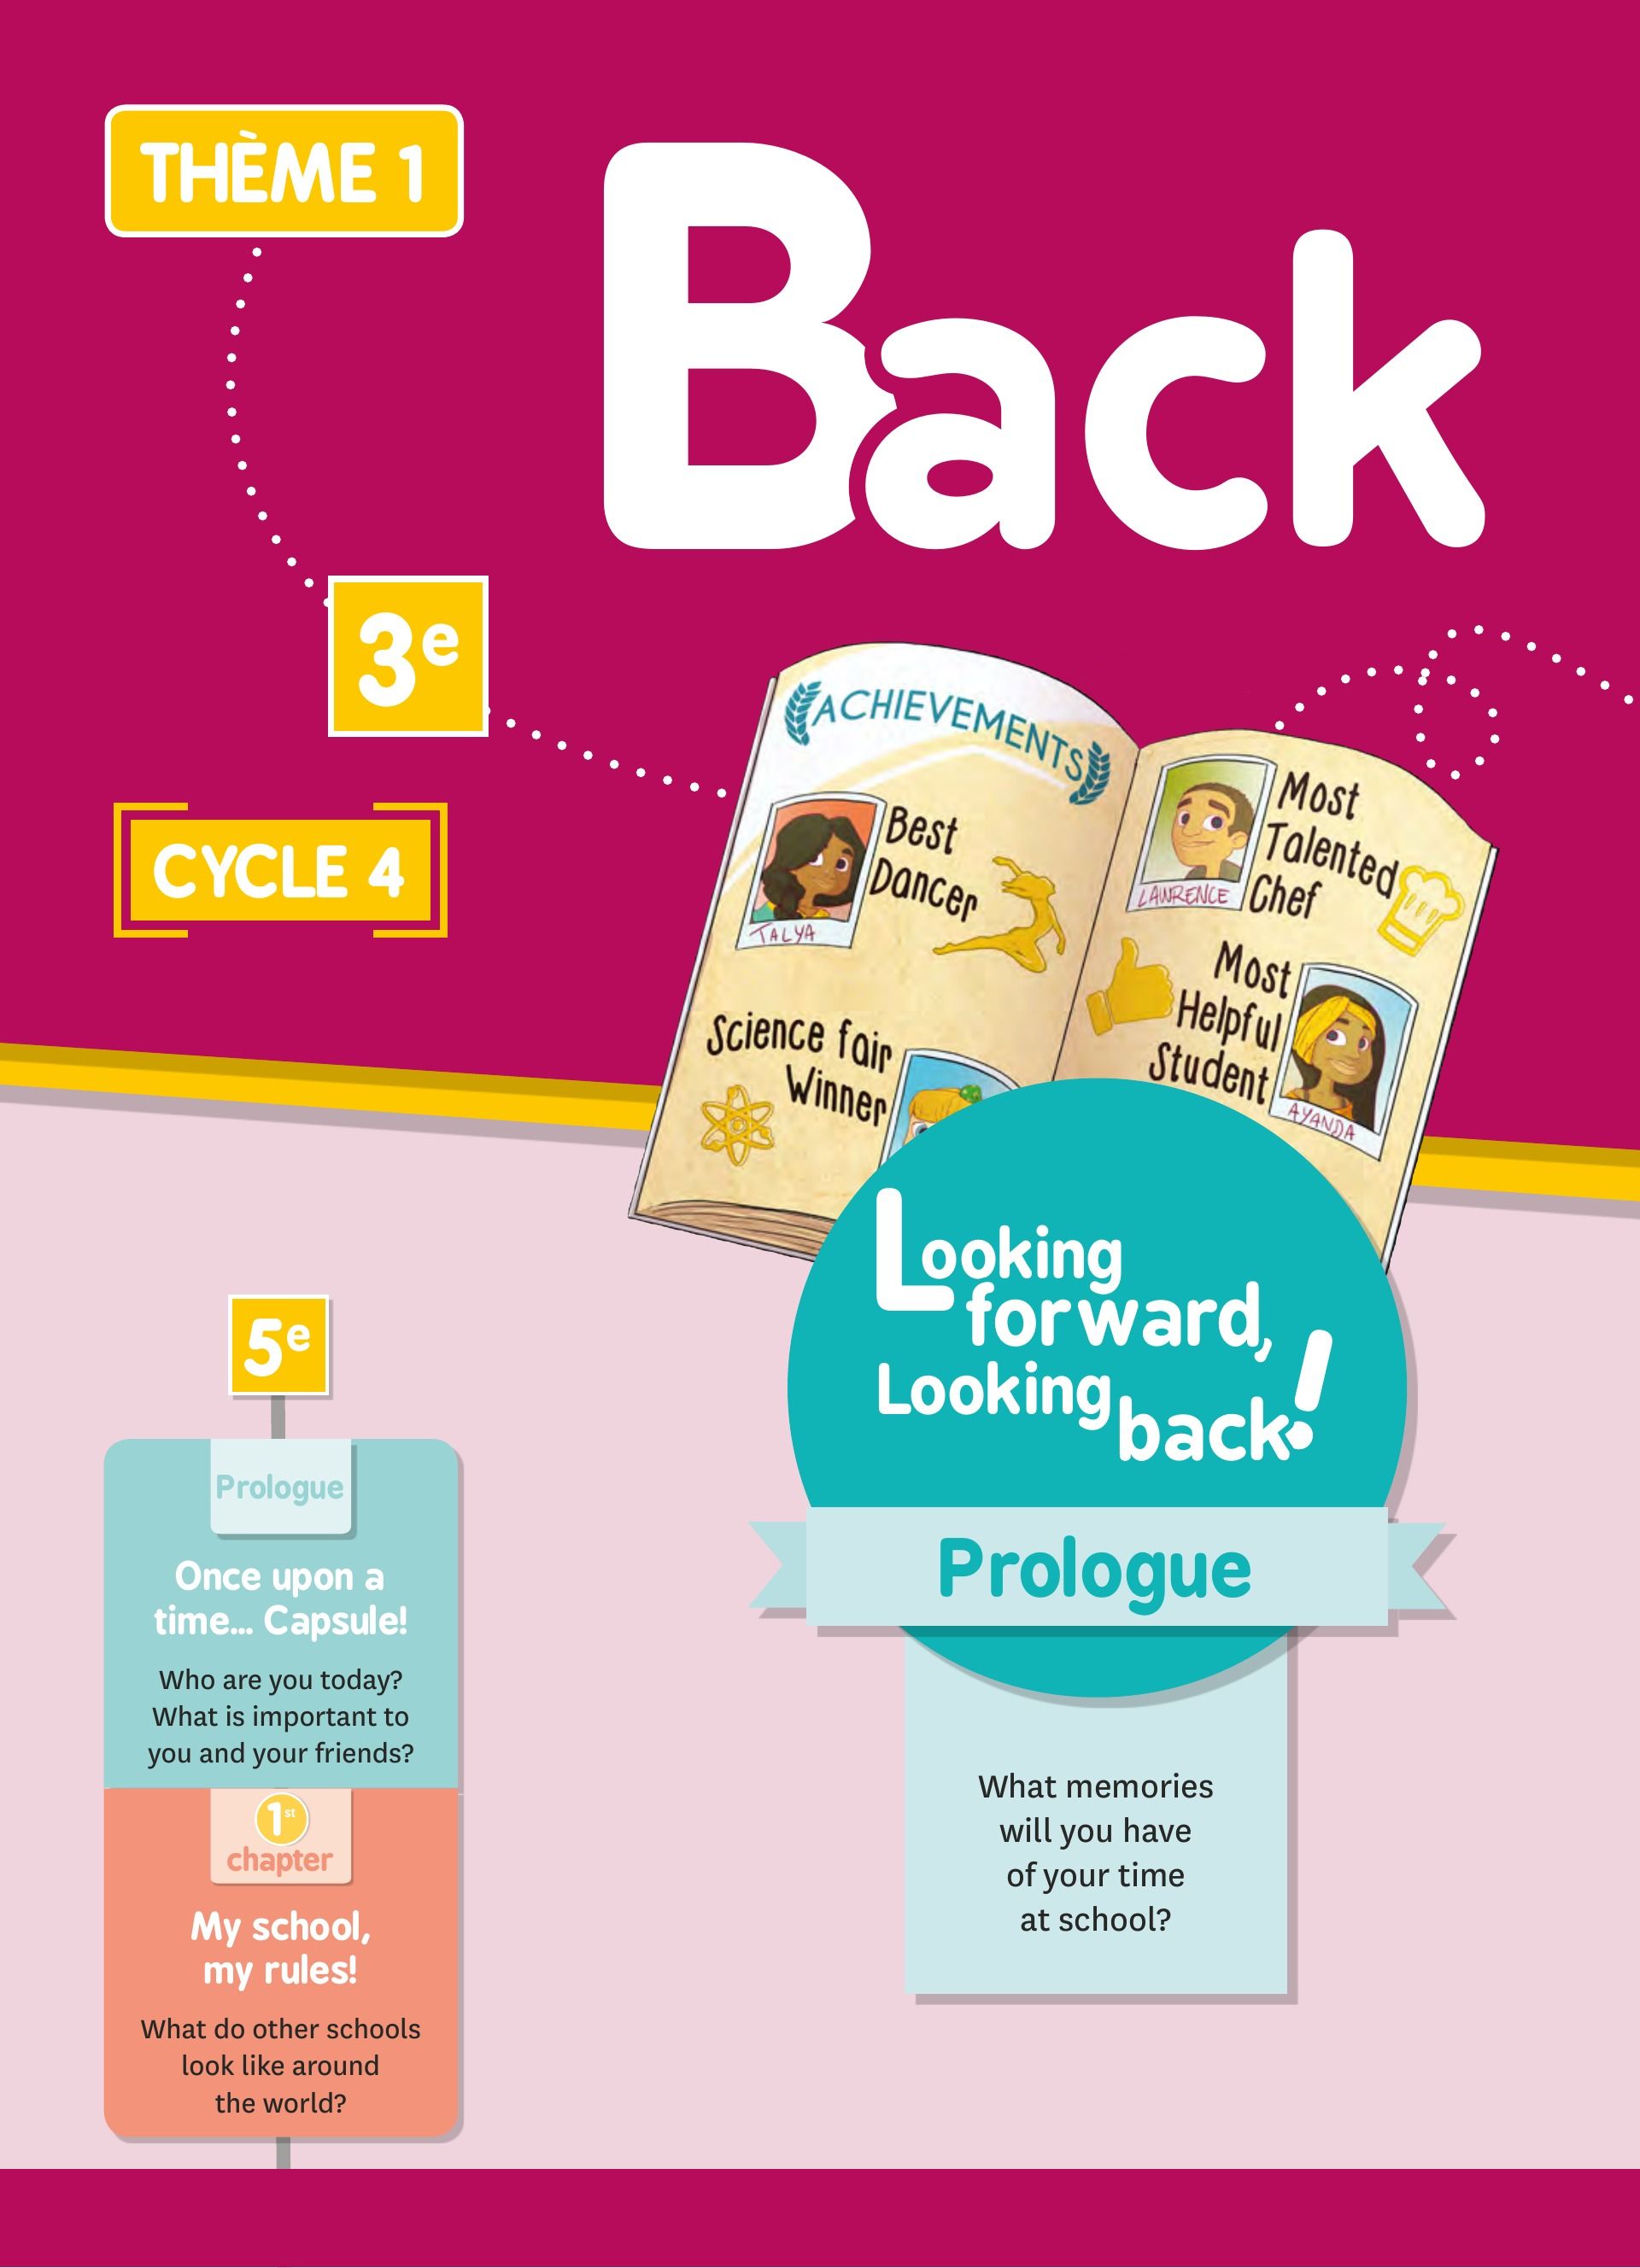 THÈME 1
Back
3e
CYCLE 4
ACHIEVEMENTS
Best
Dancer
TALYA
Science fair
Winner
Most
Talented
Chef
LAWRENCE
Most
Helpful
Student
AYANDA
Looking
forward,
Looking
back!
Prologue
What memories
will you have
of your time
at school?
5e
Prologue
Once upon a
time... Capsule!
Who are you today?
What is important to
you and your friends?
1st
chapter
My school,
my rules!
What do other schools
look like around
the world?